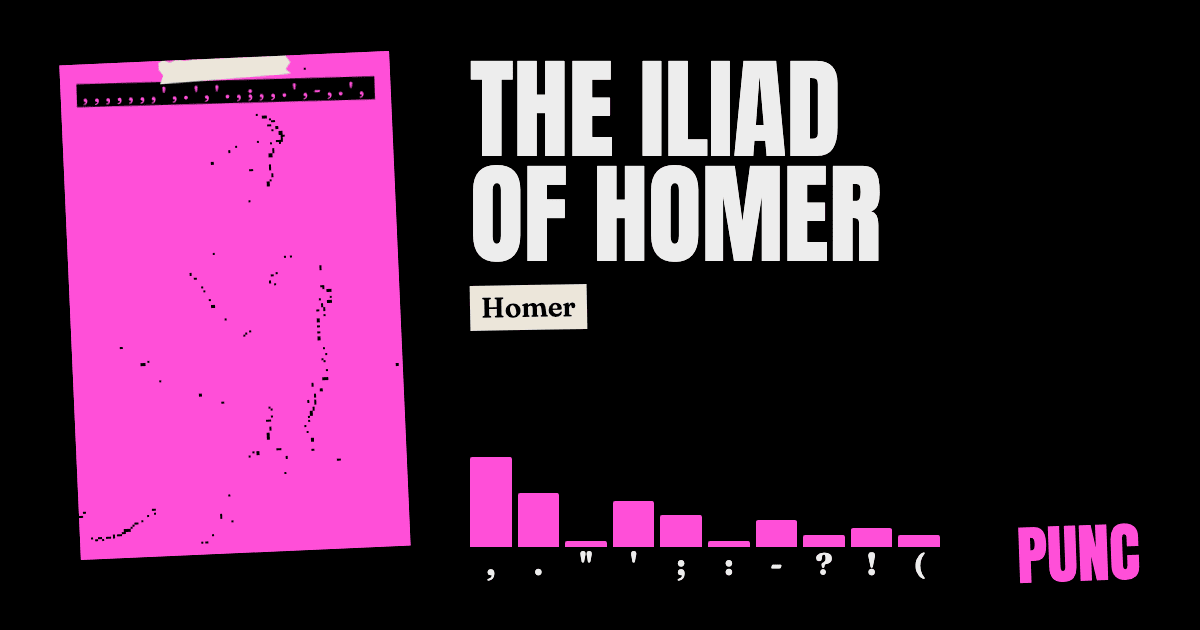 ,,,,,,,',.','.,;,,.',-,.',
THE ILIAD
OF HOMER
Homer
, . " ' ; : - ? ! (
PUNC